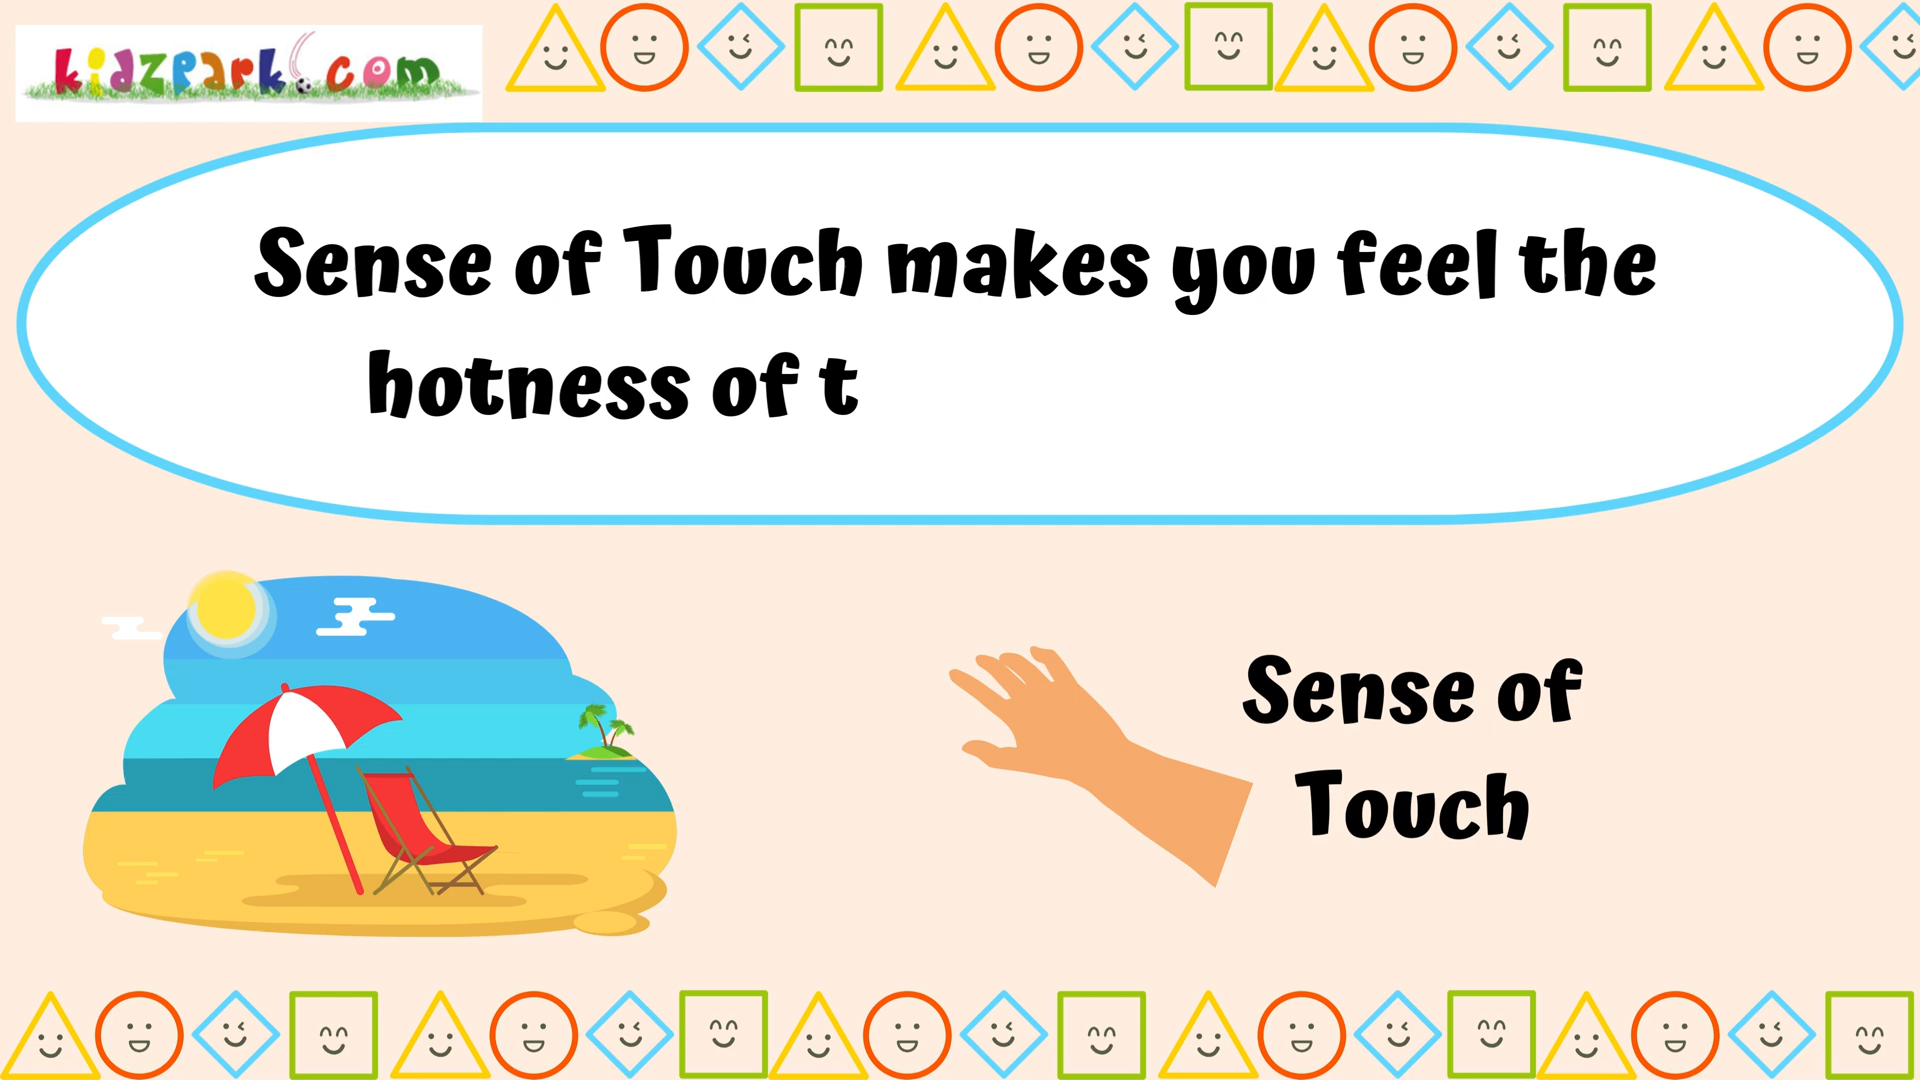 kidzpark.com
Sense of Touch makes you feel the
hotness of t
Sense of
Touch